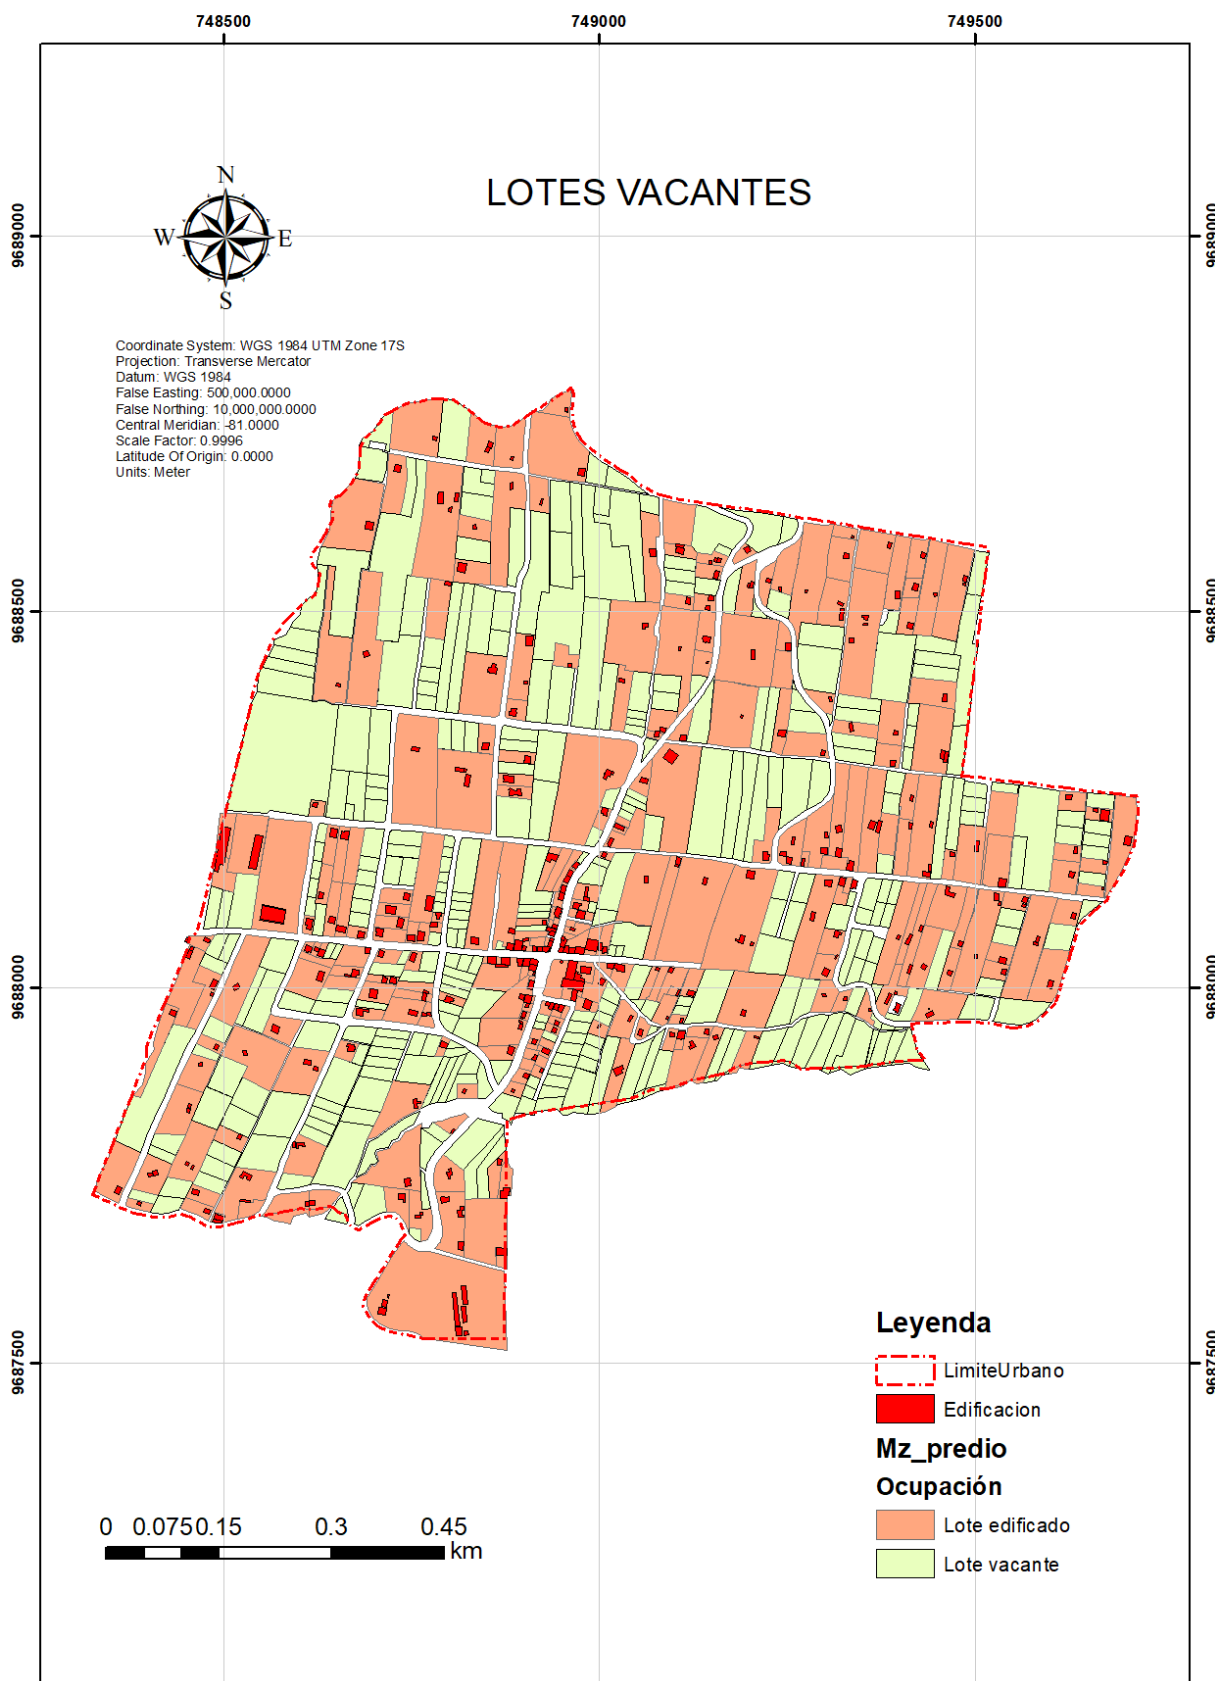 748500 749000 749500
N
W E
S
LOTES VACANTES
9689000 9689000
Coordinate System: WGS 1984 UTM Zone 17S
Projection: Transverse Mercator
Datum: WGS 1984
False Easting: 500,000.0000
False Northing: 10,000,000.0000
Central Meridian: -81.0000
Scale Factor: 0.9996
Latitude Of Origin: 0.0000
Units: Meter
9688500 9688500
9688000 9688000
9687500 9687500
Leyenda
LimiteUrbano
Edificacion
Mz_predio
Ocupación
Lote edificado
Lote vacante
0 0.075 0.15 0.3 0.45
km